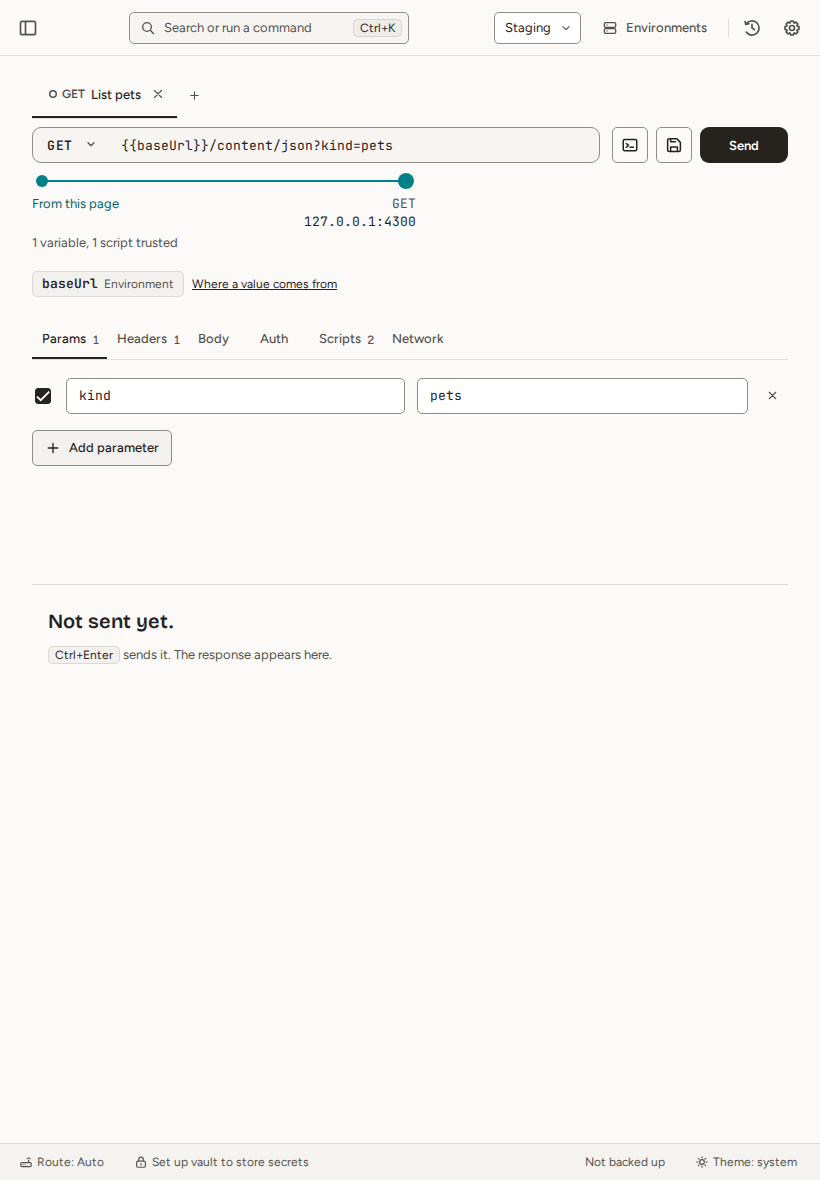 Search or run a command Ctrl+K Staging Environments
GET List pets
GET {{baseUrl}}/content/json?kind=pets Send
From this page GET
127.0.0.1:4300
1 variable, 1 script trusted
baseUrl Environment Where a value comes from
Params 1 Headers 1 Body Auth Scripts 2 Network
kind pets
Add parameter
Not sent yet.
Ctrl+Enter sends it. The response appears here.
Route: Auto Set up vault to store secrets Not backed up Theme: system